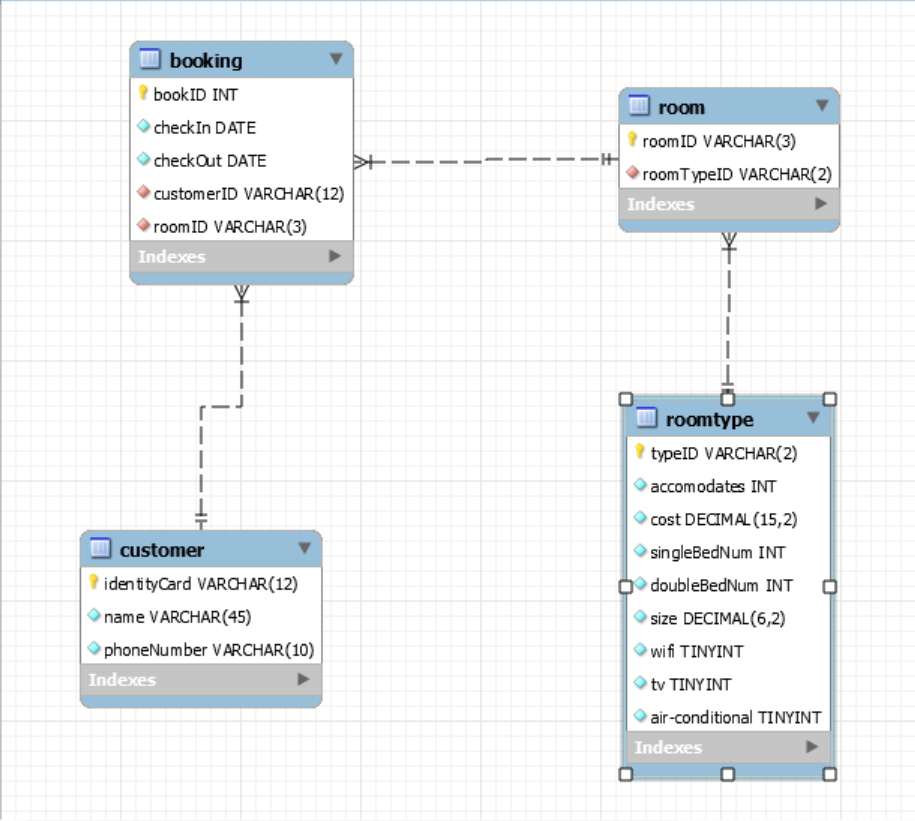 booking
bookID INT
checkIn DATE
checkOut DATE
customerID VARCHAR(12)
roomID VARCHAR(3)
Indexes
room
roomID VARCHAR(3)
roomTypeID VARCHAR(2)
Indexes
customer
identityCard VARCHAR(12)
name VARCHAR(45)
phoneNumber VARCHAR(10)
Indexes
roomtype
typeID VARCHAR(2)
accomodates INT
cost DECIMAL(15,2)
singleBedNum INT
doubleBedNum INT
size DECIMAL(6,2)
wifi TINYINT
tv TINYINT
air-conditional TINYINT
Indexes